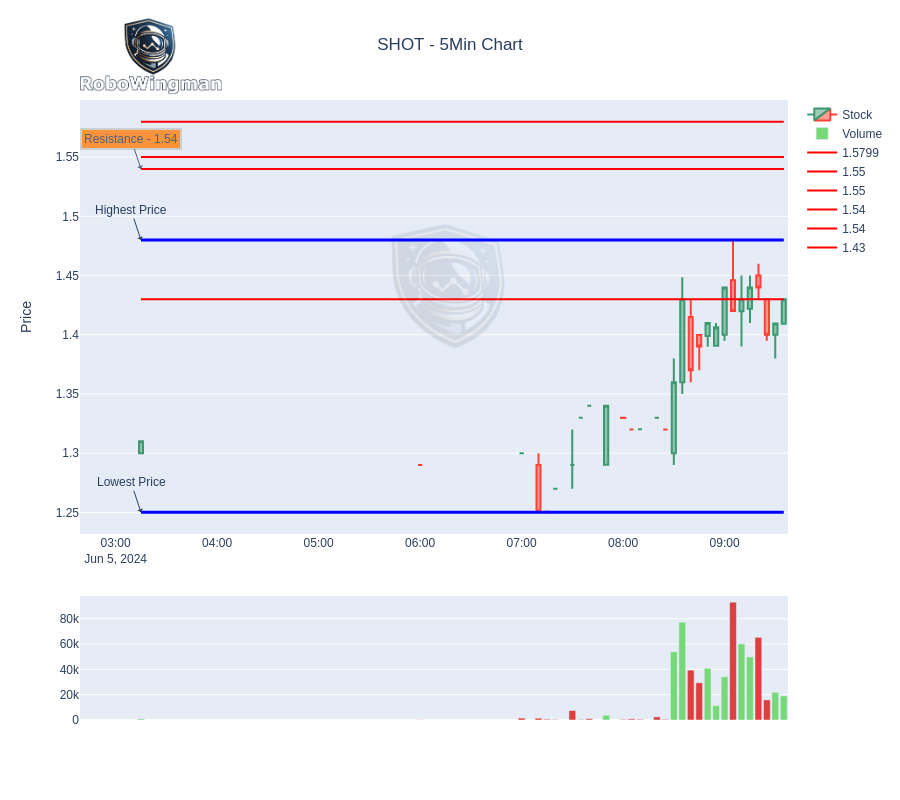 RoboWingman
SHOT - 5Min Chart
Resistance - 1.54
Highest Price
Lowest Price
Price
1.55
1.5
1.45
1.4
1.35
1.3
1.25
03:00 04:00 05:00 06:00 07:00 08:00 09:00
Jun 5, 2024
80k
60k
40k
20k
0
Stock
Volume
1.5799
1.55
1.55
1.54
1.54
1.43